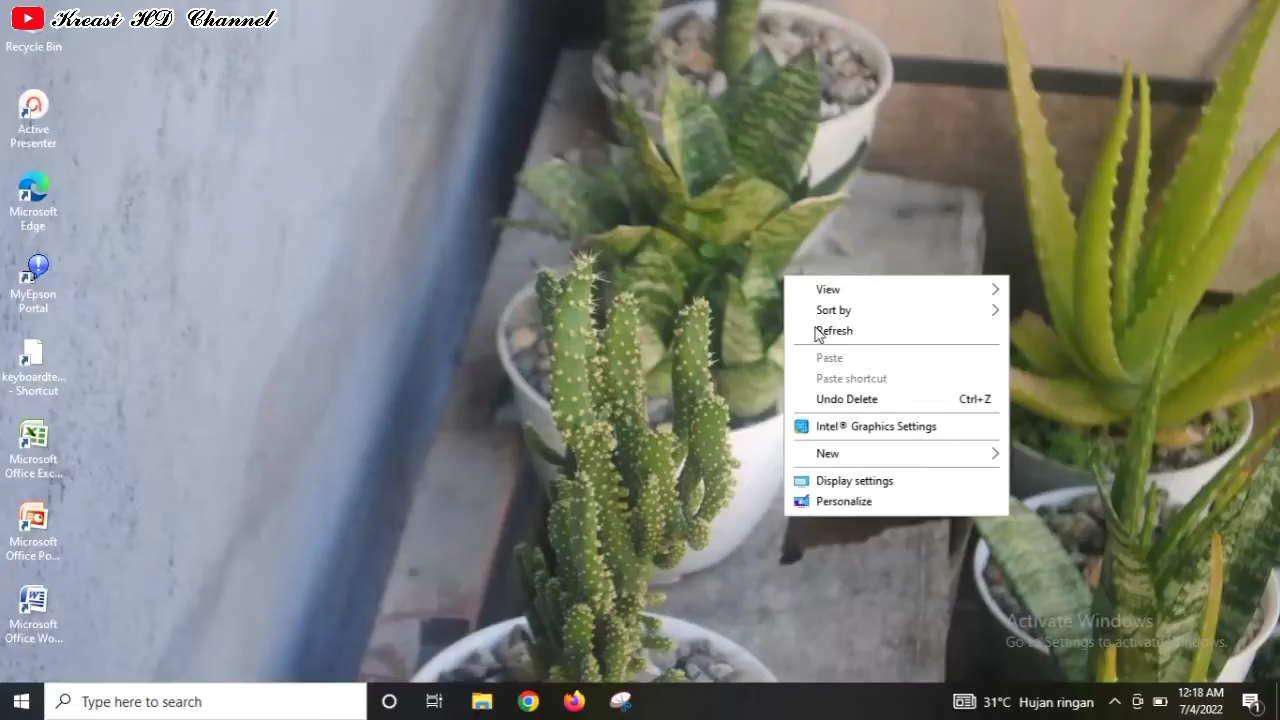 Kreasi HD Channel
Recycle Bin
Active
Presenter
Microsoft
Edge
MyEpson
Portal
keyboardte...
- Shortcut
Microsoft
Office Exc...
Microsoft
Office Po...
Microsoft
Office Wo...
View
Sort by
Refresh
Paste
Paste shortcut
Undo Delete Ctrl+Z
Intel® Graphics Settings
New
Display settings
Personalize
Activate Windows
Go to Settings to activate Windows.
Type here to search
31°C Hujan ringan
12:18 AM
7/4/2022
1